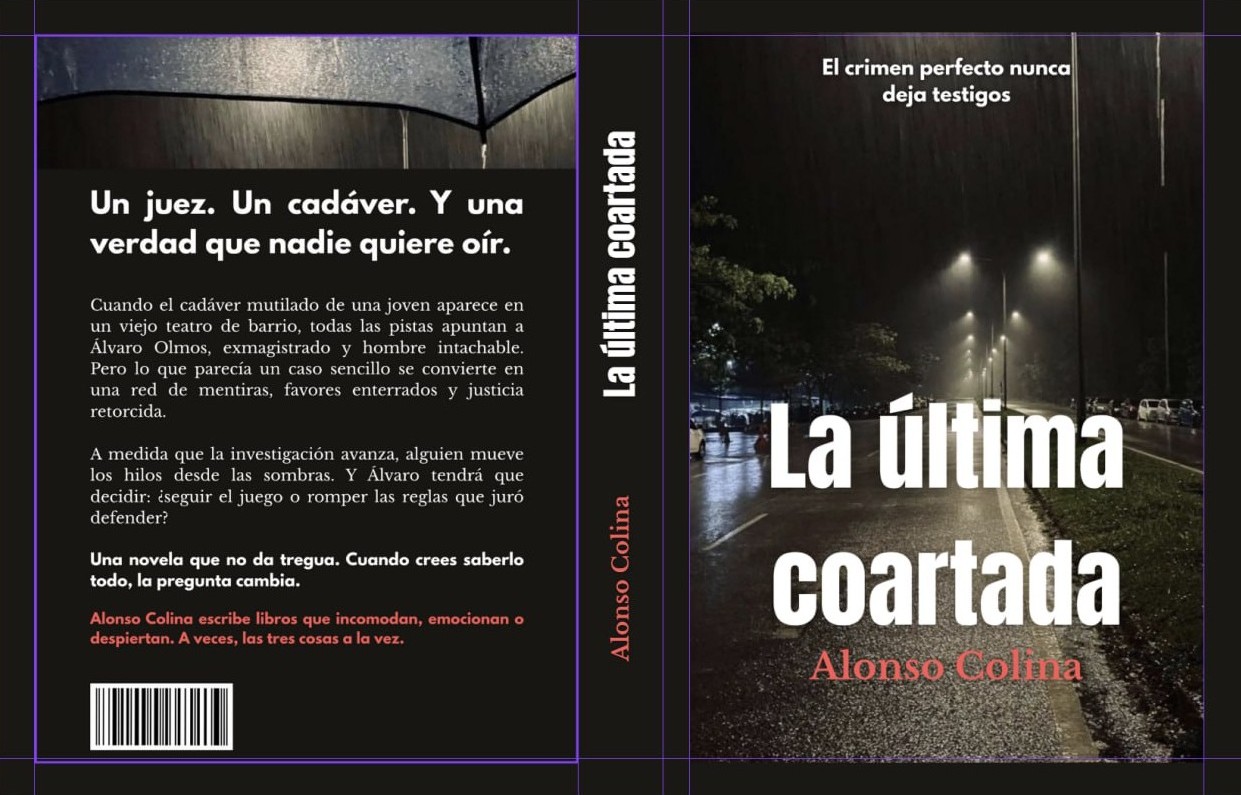 Un juez. Un cadáver. Y una
verdad que nadie quiere oír.
Cuando el cadáver mutilado de una joven aparece en
un viejo teatro de barrio, todas las pistas apuntan a
Álvaro Olmos, exmagistrado y hombre intachable.
Pero lo que parecía un caso sencillo se convierte en
una red de mentiras, favores enterrados y justicia
retorcida.
A medida que la investigación avanza, alguien mueve
los hilos desde las sombras. Y Álvaro tendrá que
decidir: ¿seguir el juego o romper las reglas que juró
defender?
Una novela que no da tregua. Cuando crees saberlo
todo, la pregunta cambia.
Alonso Colina escribe libros que incomodan, emocionan o
despiertan. A veces, las tres cosas a la vez.
La última coartada
Alonso Colina
El crimen perfecto nunca
deja testigos
La última
coartada
Alonso Colina